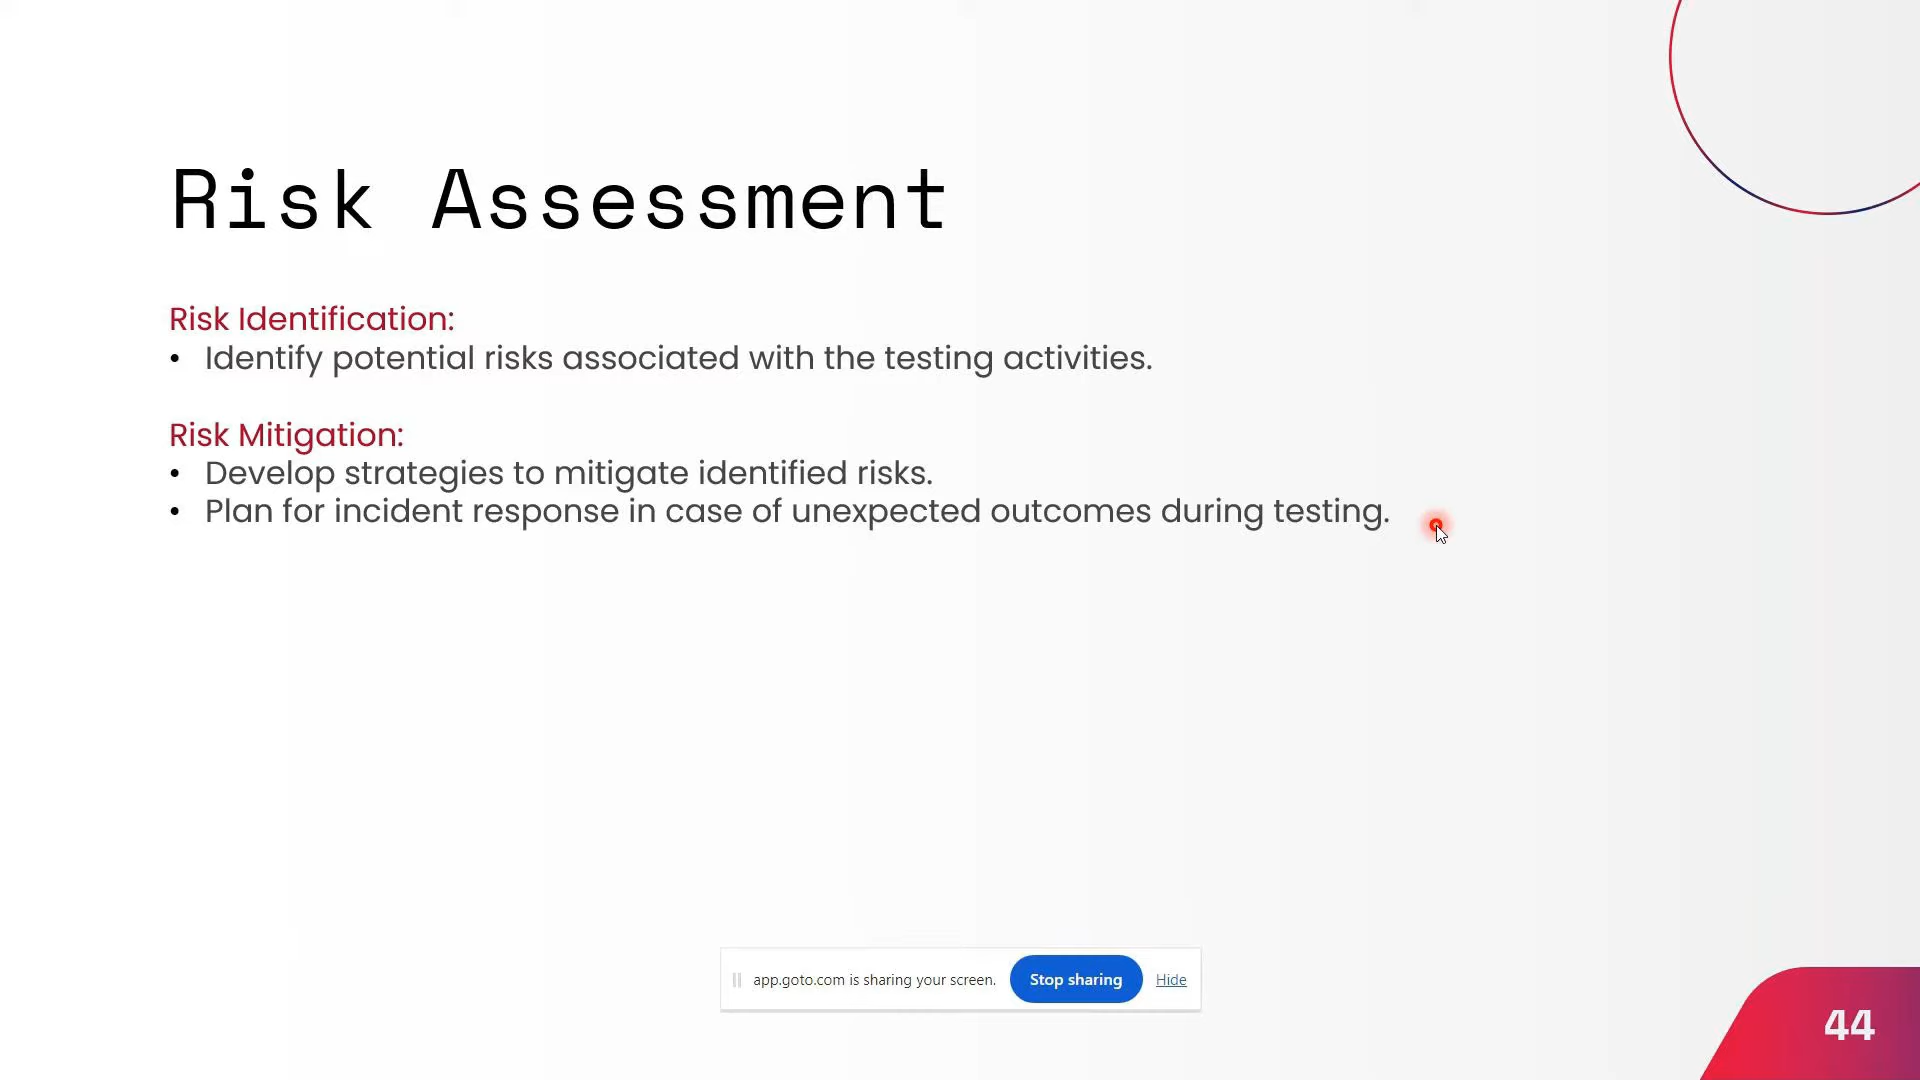 Risk Assessment
Risk Identification:
• Identify potential risks associated with the testing activities.
Risk Mitigation:
• Develop strategies to mitigate identified risks.
• Plan for incident response in case of unexpected outcomes during testing.
app.goto.com is sharing your screen. Stop sharing Hide
44